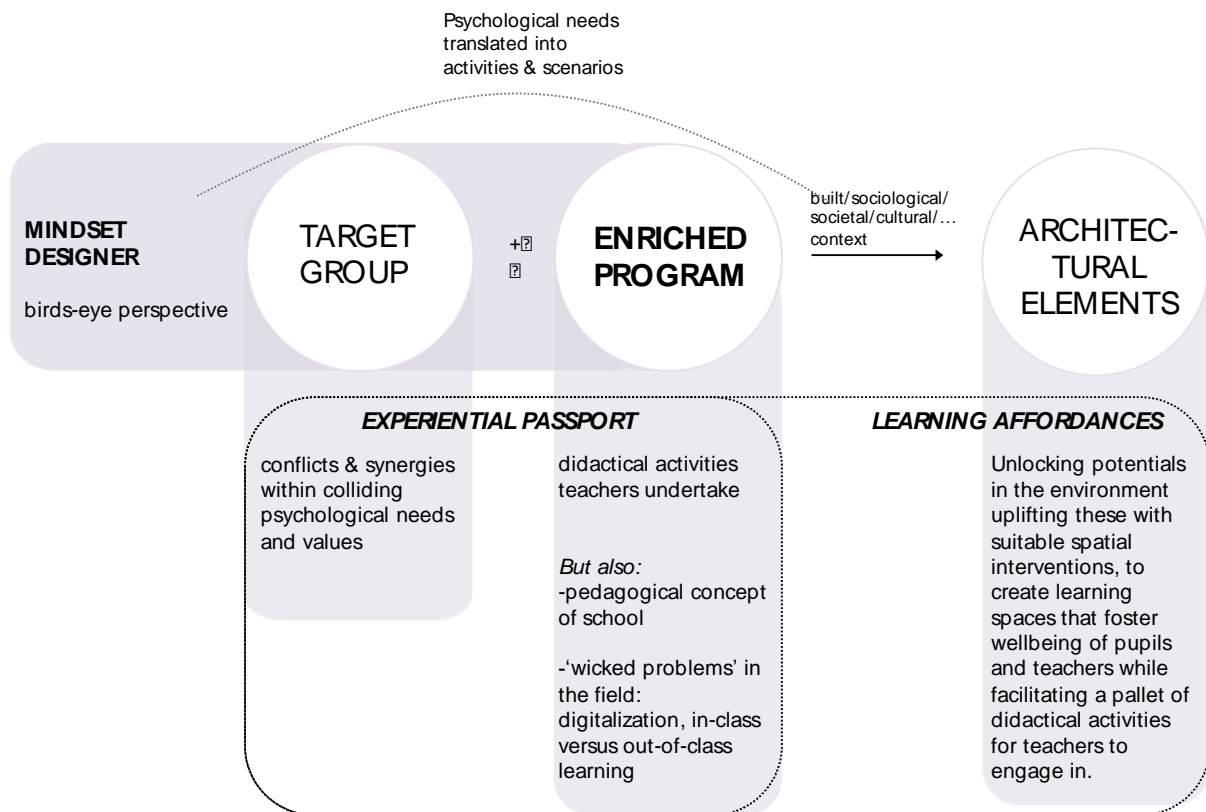 Psychological needs
translated into
activities & scenarios
MINDSET
DESIGNER
birds-eye perspective
TARGET
GROUP
+
ENRICHED
PROGRAM
built/sociological/
societal/cultural/…
context
ARCHITEC-
TURAL
ELEMENTS
EXPERIENTIAL PASSPORT
conflicts & synergies
within colliding
psychological needs
and values
didactical activities
teachers undertake
But also:
-pedagogical concept
of school
-‘wicked problems’ in
the field:
digitalization, in-class
versus out-of-class
learning
LEARNING AFFORDANCES
Unlocking potentials
in the environment
uplifting these with
suitable spatial
interventions, to
create learning
spaces that foster
wellbeing of pupils
and teachers while
facilitating a pallet of
didactical activities
for teachers to
engage in.